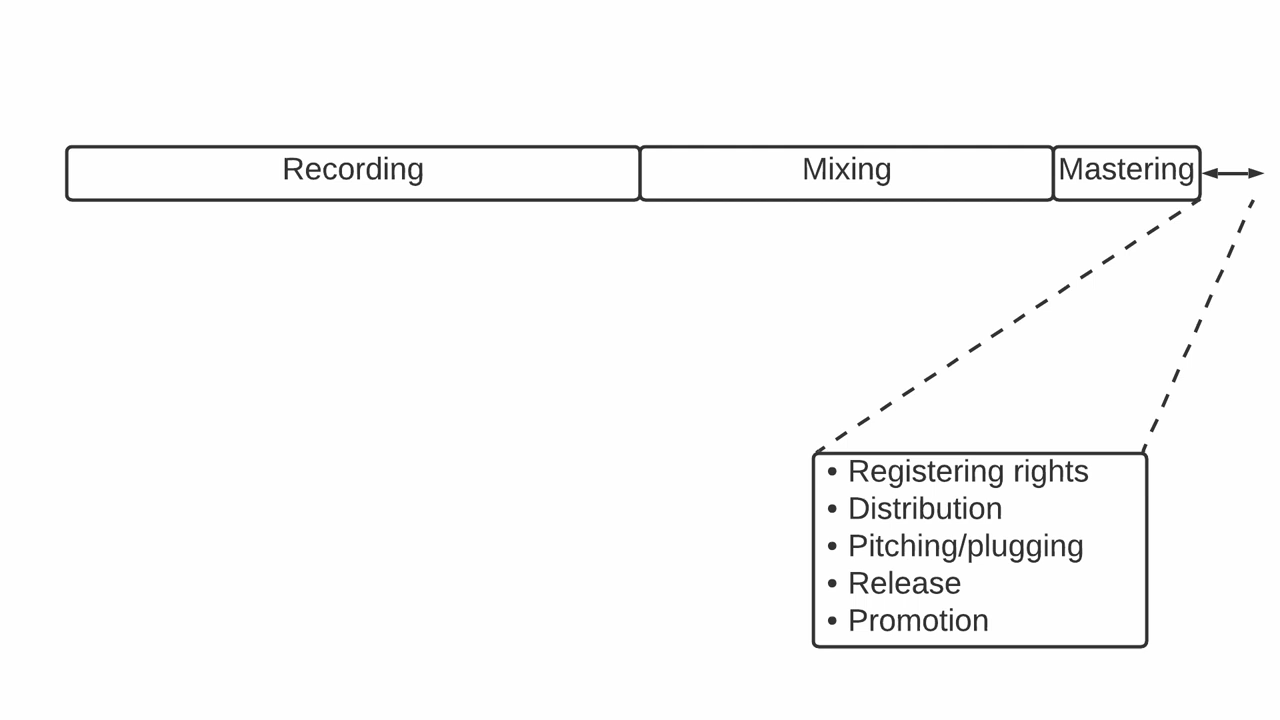 Recording
Mixing
Mastering
• Registering rights
• Distribution
• Pitching/plugging
• Release
• Promotion